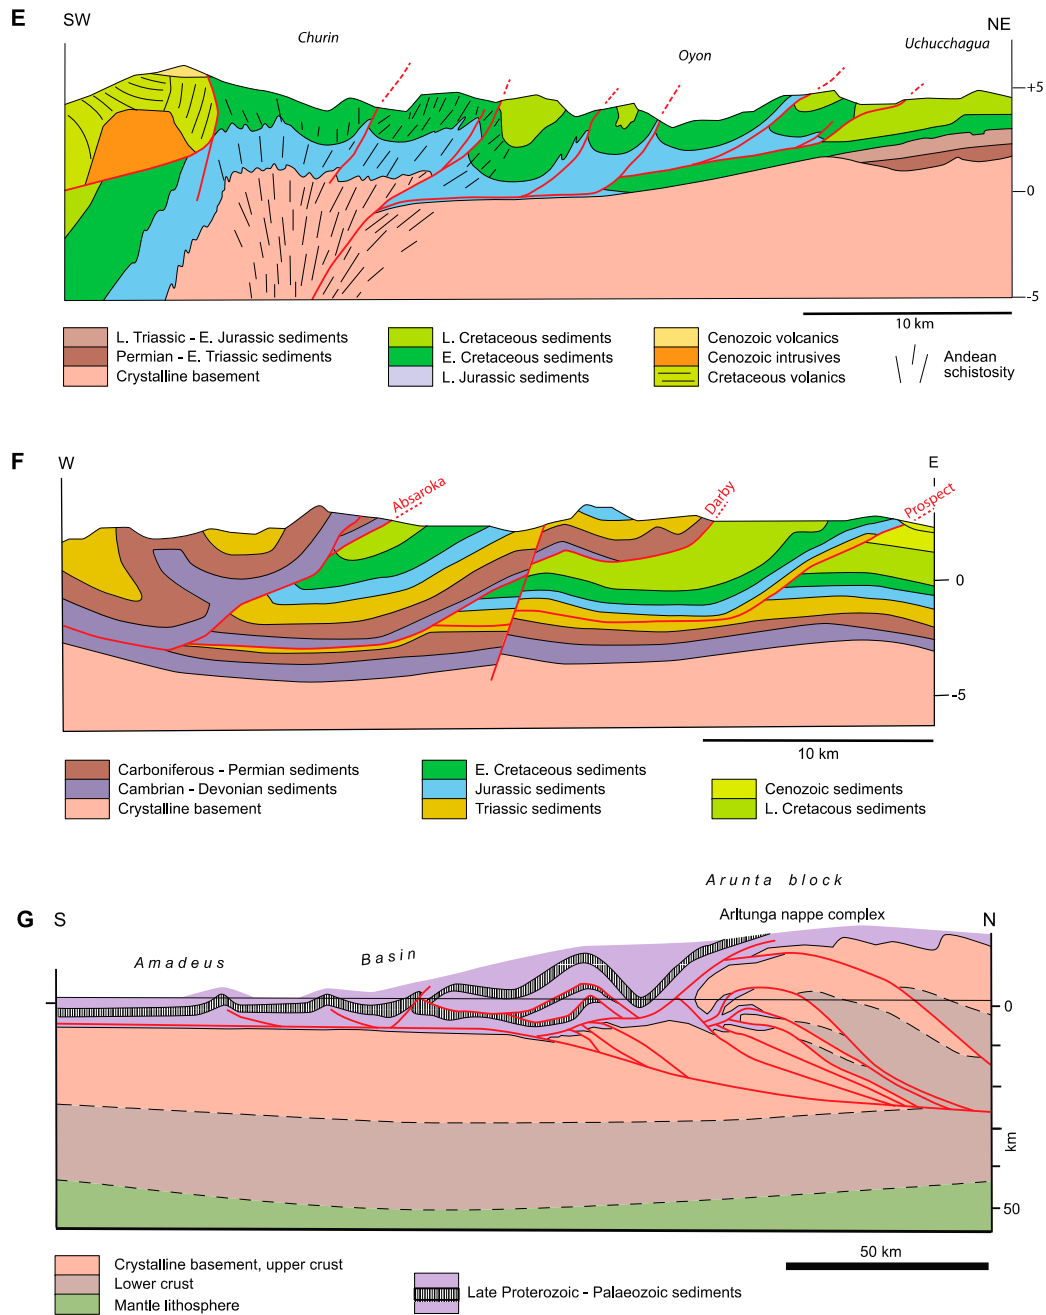 E
SW
NE
Churin
Oyon
Uchucchagua
+5
0
-5
10 km
L. Triassic - E. Jurassic sediments
Permian - E. Triassic sediments
Crystalline basement
L. Cretaceous sediments
E. Cretaceous sediments
L. Jurassic sediments
Cenozoic volcanics
Cenozoic intrusives
Cretaceous volanics
Andean
schistosity
F
W
E
Absaroka
Darby
Prospect
0
-5
10 km
Carboniferous - Permian sediments
Cambrian - Devonian sediments
Crystalline basement
E. Cretaceous sediments
Jurassic sediments
Triassic sediments
Cenozoic sediments
L. Cretacous sediments
Arunta block
G
S
N
Arltunga nappe complex
Amadeus
Basin
0
km
50
50 km
Crystalline basement, upper crust
Lower crust
Mantle lithosphere
Late Proterozoic - Palaeozoic sediments